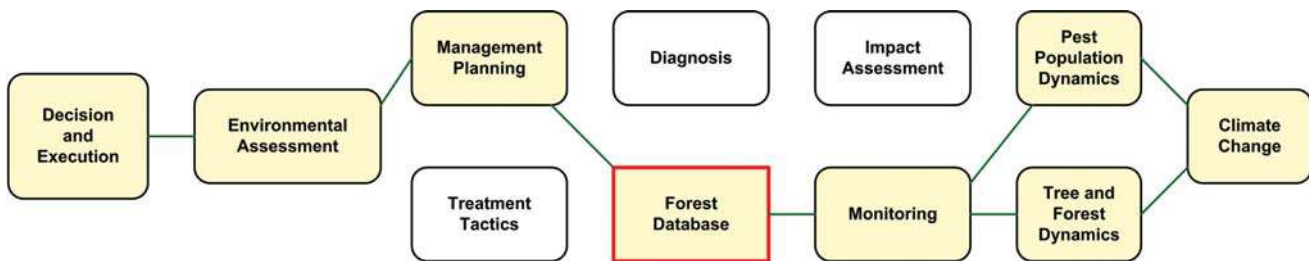 Decision
and
Execution
Environmental
Assessment
Management
Planning
Treatment
Tactics
Diagnosis
Forest
Database
Impact
Assessment
Monitoring
Pest
Population
Dynamics
Tree and
Forest
Dynamics
Climate
Change